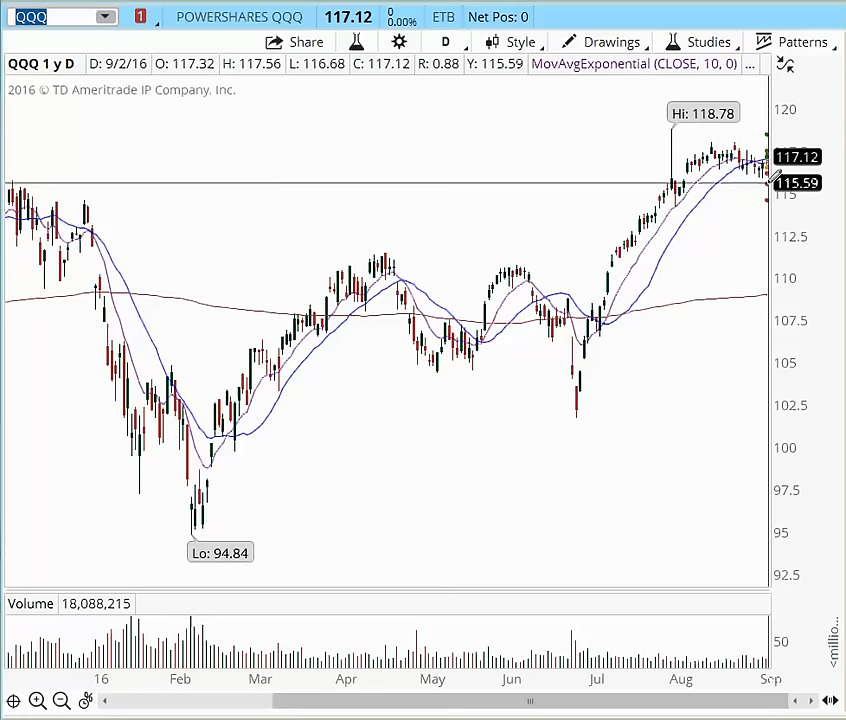 QQQ 1 POWERSHARES QQQ 117.12 0 0.00% ETB Net Pos: 0
Share D Style Drawings Studies Patterns
QQQ 1 y D D: 9/2/16 O: 117.32 H: 117.56 L: 116.68 C: 117.12 R: 0.88 Y: 115.59 MovAvgExponential (CLOSE, 10, 0) ...
2016 © TD Ameritrade IP Company, Inc.
120
Hi: 118.78
117.12
115.59
115
112.5
110
107.5
105
102.5
100
97.5
95
Lo: 94.84
92.5
Volume 18,088,215
50
<millio...
16 Feb Mar Apr May Jun Jul Aug Sep